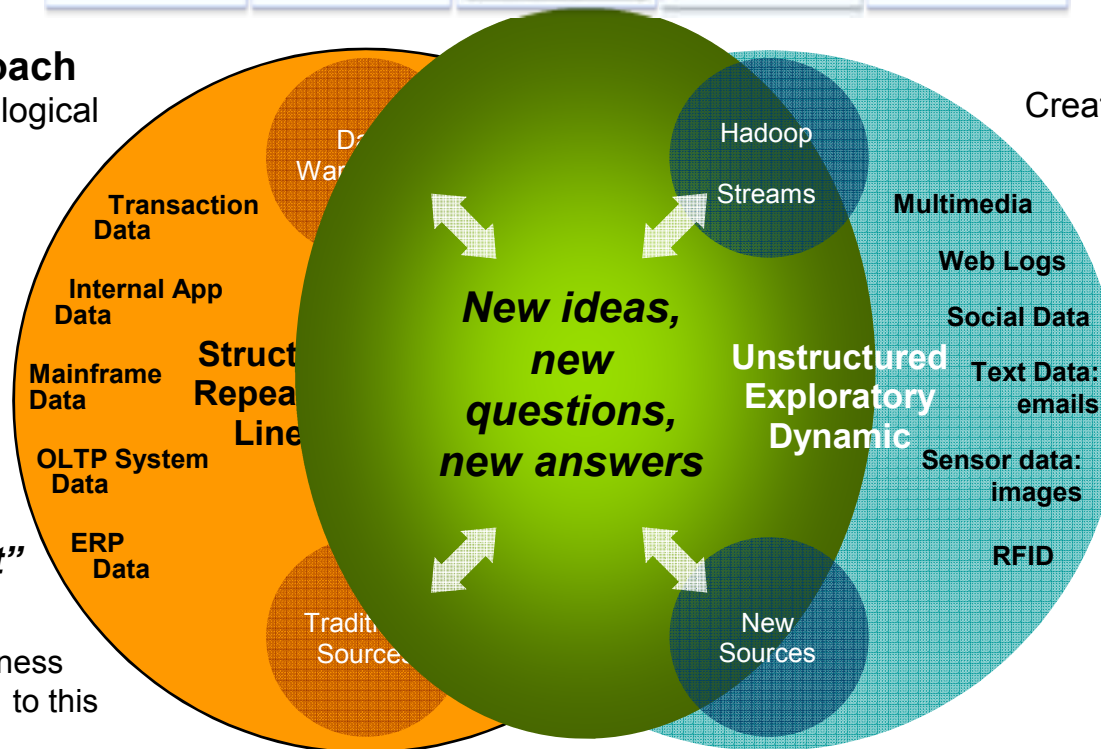 oach
logical
Transaction
Data
Internal App
Data
Mainframe
Data
OLTP System
Data
ERP
Data
t”
ness
to this
Da
War
Struct
Repea
Line
Traditi
Sources
New ideas,
new
questions,
new answers
Hadoop
Streams
Unstructured
Exploratory
Dynamic
New
Sources
Creat
Multimedia
Web Logs
Social Data
Text Data:
emails
Sensor data:
images
RFID